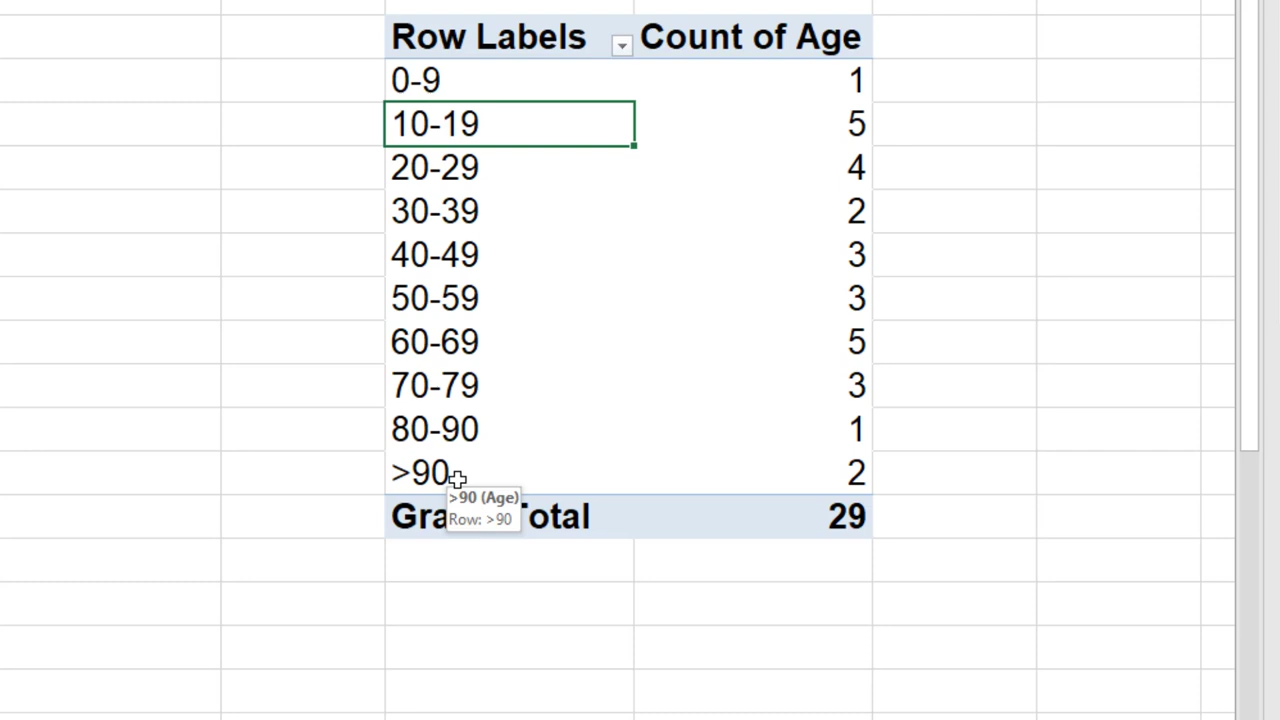 Row Labels Count of Age
0-9 1
10-19 5
20-29 4
30-39 2
40-49 3
50-59 3
60-69 5
70-79 3
80-90 1
>90 2
>90 (Age)
Row: >90
Gra Total 29